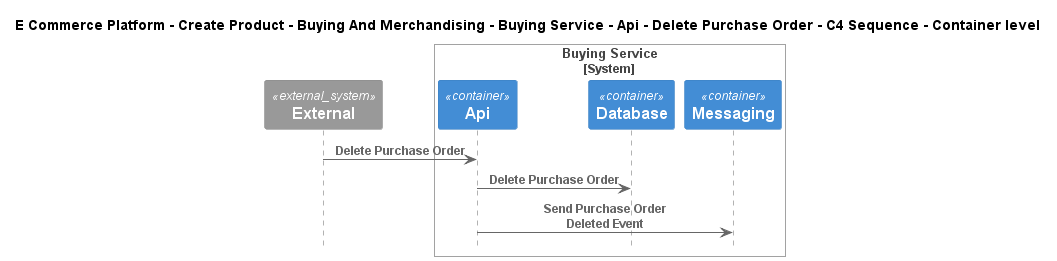 E Commerce Platform - Create Product - Buying And Merchandising - Buying Service - Api - Delete Purchase Order - C4 Sequence - Container level
Buying Service
[System]
«external_system»
External
«container»
Api
«container»
Database
«container»
Messaging
Delete Purchase Order
Delete Purchase Order
Send Purchase Order
Deleted Event